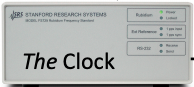 SRS STANFORD RESEARCH SYSTEMS
MODEL FS725 Rubidium Frequency Standard
Rubidium
Power
Locked
Ext Reference
1 pps input
1 pps sync
RS-232
Receive
Send
The Clock